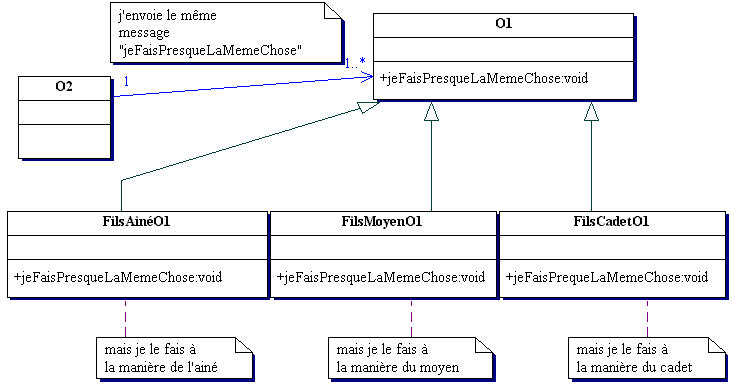 j'envoie le même
message
"jeFaisPresqueLaMemeChose"
O1
+jeFaisPresqueLaMemeChose:void
O2
1
1..*
FilsAinéO1
+jeFaisPresqueLaMemeChose:void
FilsMoyenO1
+jeFaisPresqueLaMemeChose:void
FilsCadetO1
+jeFaisPrequeLaMemeChose:void
mais je le fais à
la manière de l'ainé
mais je le fais à
la manière du moyen
mais je le fais à
la manière du cadet